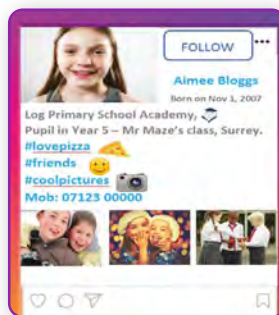 FOLLOW
Aimee Bloggs
Born on Nov 1, 2007
Log Primary School Academy,
Pupil in Year 5 – Mr Maze's class, Surrey.
#lovepizza
#friends
#coolpictures
Mob: 07123 00000